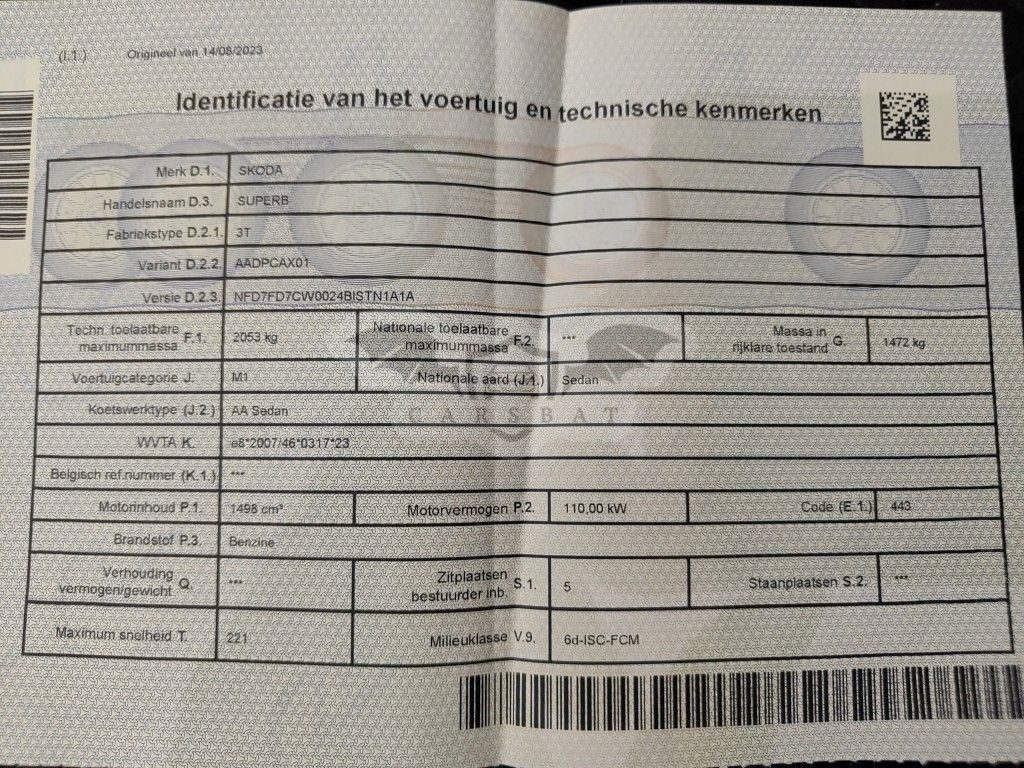 (I.1.) Origineel van 14/08/2023
Identificatie van het voertuig en technische kenmerken
Merk D.1. SKODA
Handelsnaam D.3. SUPERB
Fabriekstype D.2.1. 3T
Variant D.2.2. AADPCAX01
Versie D.2.3. NFD7FD7CW0024BISTN1A1A
Techn. toelaatbare maximummassa F.1. 2053 kg Nationale toelaatbare maximummassa F.2. *** Massa in rijklare toestand G. 1472 kg
Voertuigcategorie J. M1 Nationale aard (J.1.) Sedan
Koetswerktype (J.2.) AA Sedan
CARSBAT
WVTA K. e8*2007/46*0317*23
Belgisch ref.nummer (K.1.) ***
Motorinhoud P.1. 1498 cm³ Motorvermogen P.2. 110,00 kW Code (E.1.) 443
Brandstof P.3. Benzine
Verhouding vermogen/gewicht Q. *** Zitplaatsen bestuurder inb. S.1. 5 Staanplaatsen S.2. ***
Maximum snelheid T. 221 Milieuklasse V.9. 6d-ISC-FCM